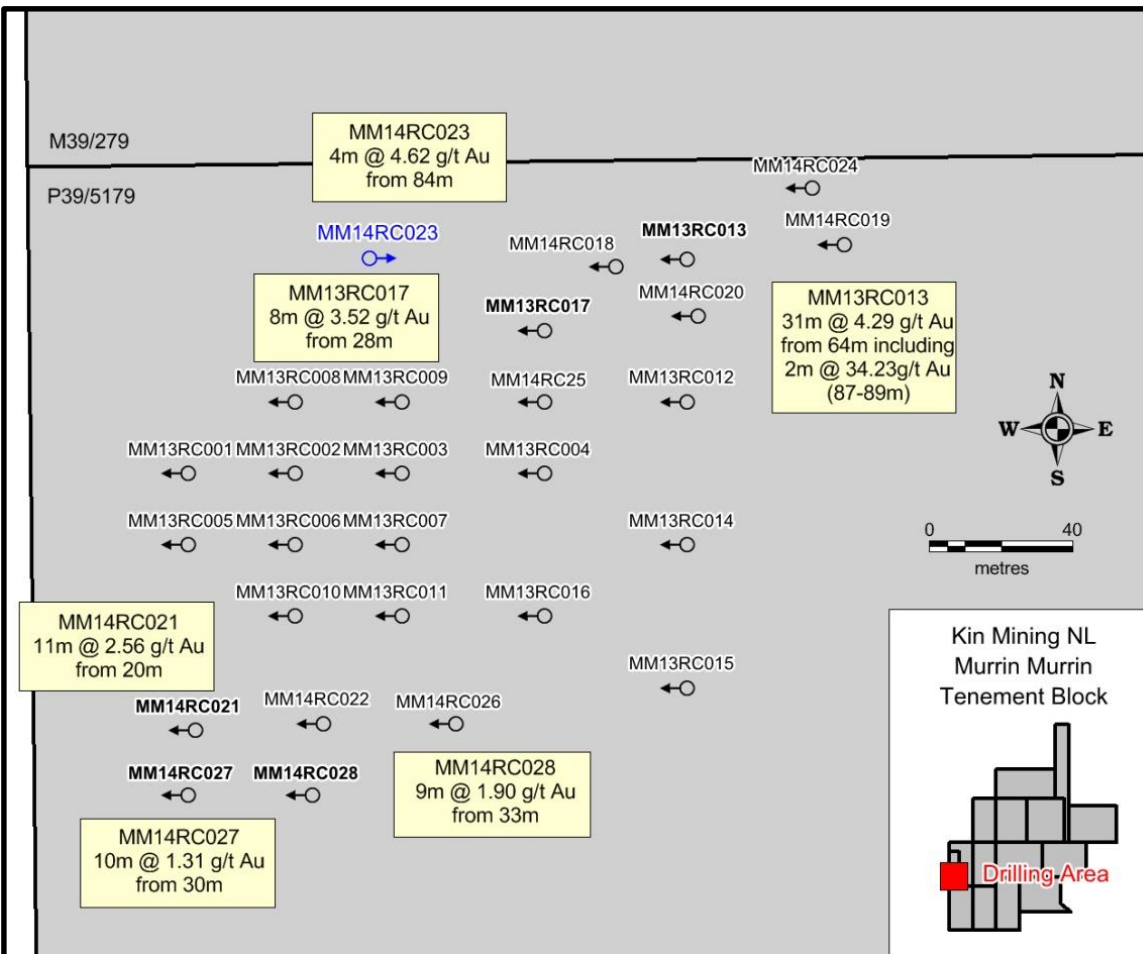 M39/279
P39/5179
MM14RC023
4m @ 4.62 g/t Au
from 84m
MM14RC024
MM14RC023
MM14RC018
MM13RC013
MM14RC019
MM13RC017
8m @ 3.52 g/t Au
from 28m
MM13RC017
MM14RC020
MM13RC013
31m @ 4.29 g/t Au
from 64m including
2m @ 34.23g/t Au
(87-89m)
MM13RC008 MM13RC009 MM14RC25 MM13RC012
N
W E
S
MM13RC001 MM13RC002 MM13RC003 MM13RC004
MM13RC005 MM13RC006 MM13RC007 MM13RC014
0 40
metres
MM13RC010 MM13RC011 MM13RC016
MM14RC021
11m @ 2.56 g/t Au
from 20m
MM13RC015
MM14RC021 MM14RC022 MM14RC026
MM14RC027 MM14RC028
MM14RC028
9m @ 1.90 g/t Au
from 33m
MM14RC027
10m @ 1.31 g/t Au
from 30m
Kin Mining NL
Murrin Murrin
Tenement Block
Drilling Area